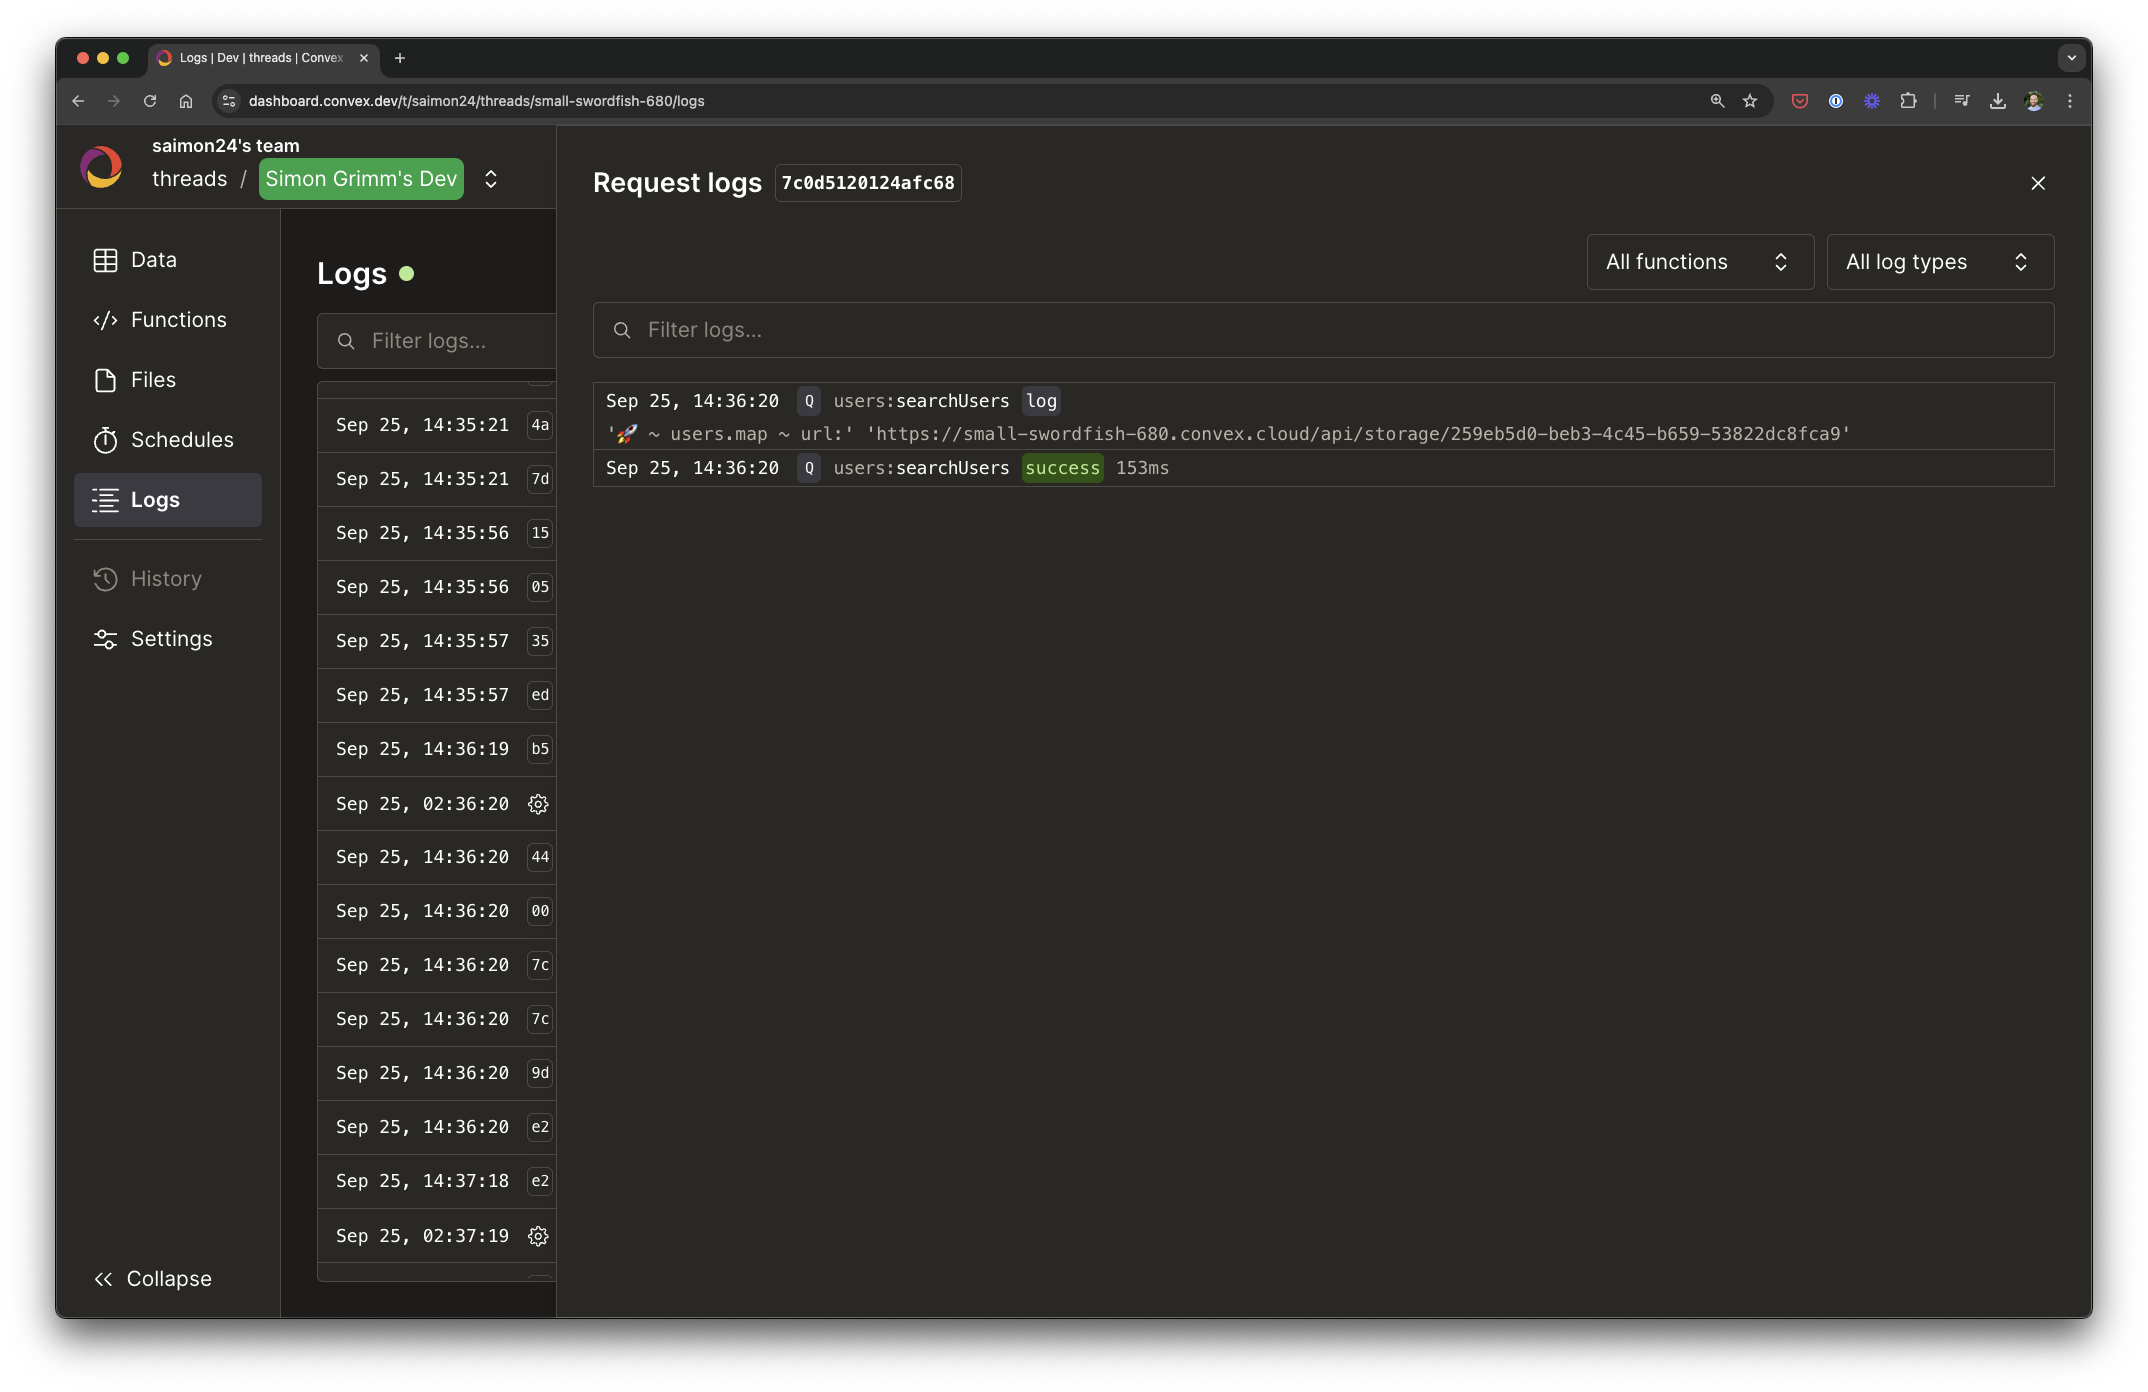 Logs | Dev | threads | Convex
dashboard.convex.dev/t/saimon24/threads/small-swordfish-680/logs
saimon24's team
threads / Simon Grimm's Dev
Data
Functions
Files
Schedules
Logs
History
Settings
Collapse
Logs
Filter logs...
Sep 25, 14:35:21 4a
Sep 25, 14:35:21 7d
Sep 25, 14:35:56 15
Sep 25, 14:35:56 05
Sep 25, 14:35:57 35
Sep 25, 14:35:57 ed
Sep 25, 14:36:19 b5
Sep 25, 02:36:20
Sep 25, 14:36:20 44
Sep 25, 14:36:20 00
Sep 25, 14:36:20 7c
Sep 25, 14:36:20 7c
Sep 25, 14:36:20 9d
Sep 25, 14:36:20 e2
Sep 25, 14:37:18 e2
Sep 25, 02:37:19
Request logs 7c0d5120124afc68
All functions All log types
Filter logs...
Sep 25, 14:36:20 Q users:searchUsers log
'🚀 ~ users.map ~ url:' 'https://small-swordfish-680.convex.cloud/api/storage/259eb5d0-beb3-4c45-b659-53822dc8fca9'
Sep 25, 14:36:20 Q users:searchUsers success 153ms